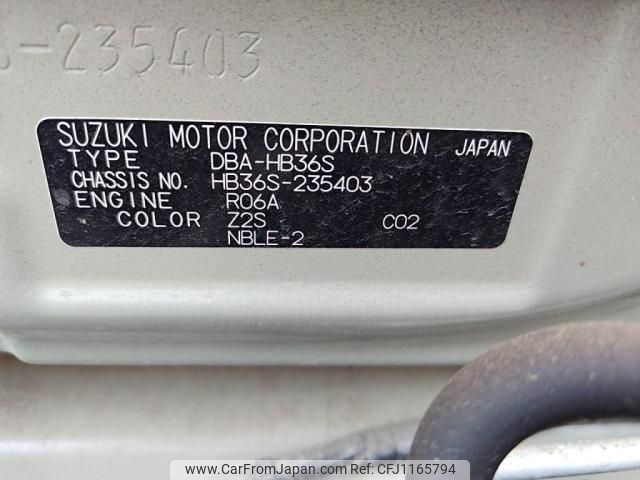 -235403
SUZUKI MOTOR CORPORATION JAPAN
TYPE DBA-HB36S
CHASSIS NO. HB36S-235403
ENGINE R06A
COLOR Z2S C02
NBLE-2
©CarFromJapan - www.carfromjapan.com - CFJ1165794